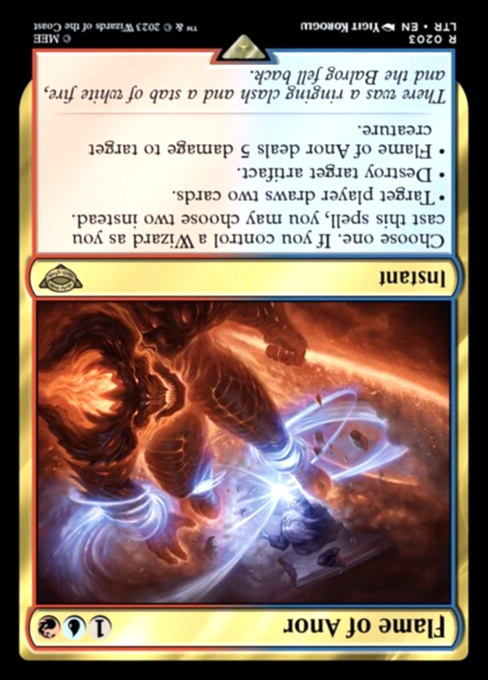 Flame of Anor
1
Instant
Choose one. If you control a Wizard as you
cast this spell, you may choose two instead.
• Target player draws two cards.
• Destroy target artifact.
• Flame of Anor deals 5 damage to target
creature.
There was a ringing clash and a stab of white fire,
and the Balrog fell back.
R 0203
LTR • EN YIGIT KOROGLU
© MEE
™ & © 2023 Wizards of the Coast